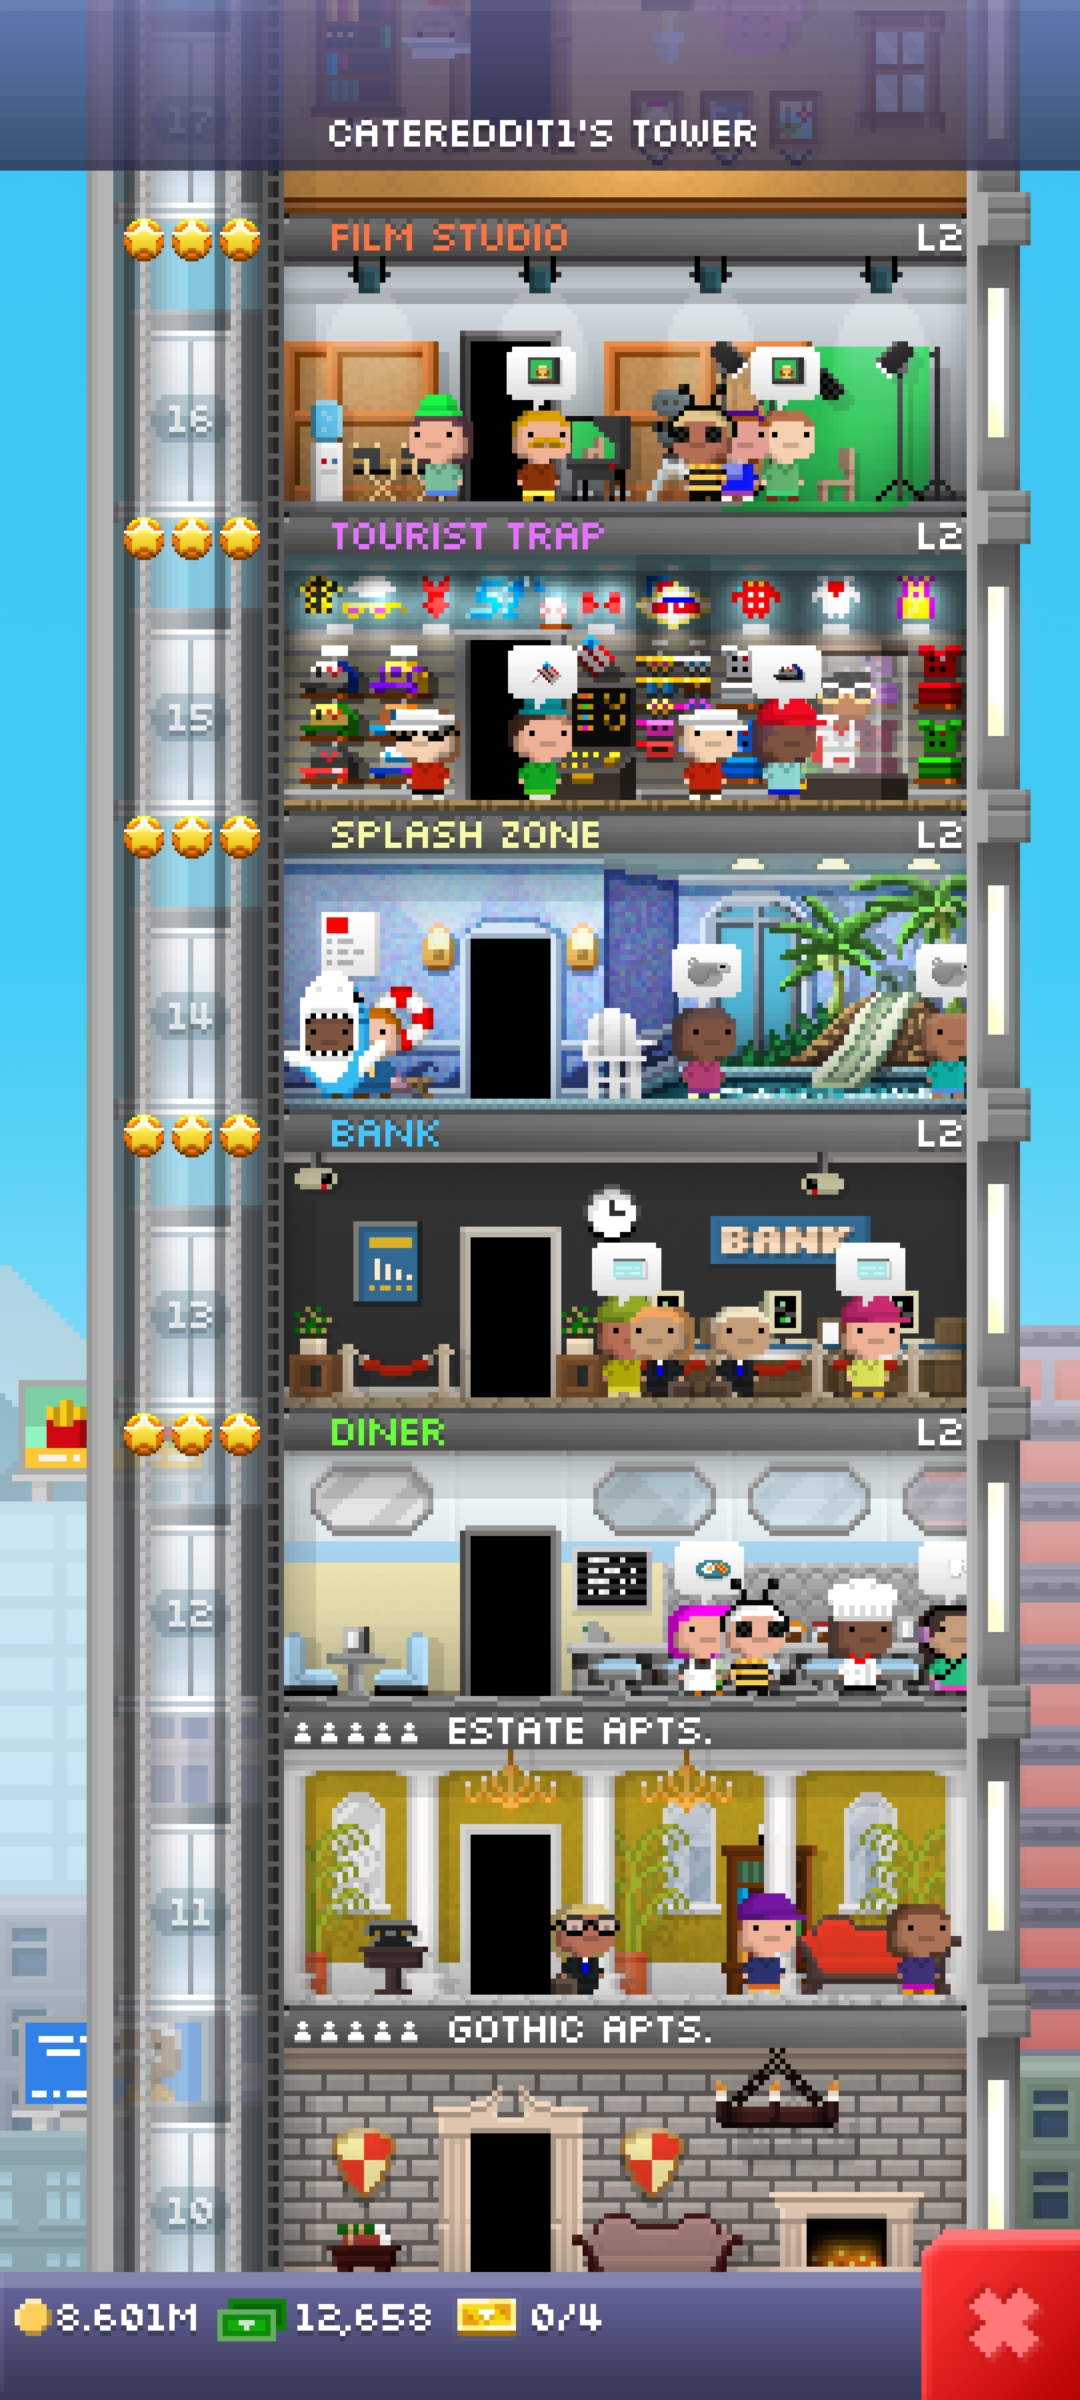 17
CATEREDDIT1'S TOWER
FILM STUDIO L2
16
TOURIST TRAP L2
15
SPLASH ZONE L2
14
BANK L2
BANK
13
DINER L2
12
ESTATE APTS.
11
GOTHIC APTS.
10
8.601M 12,658 0/4